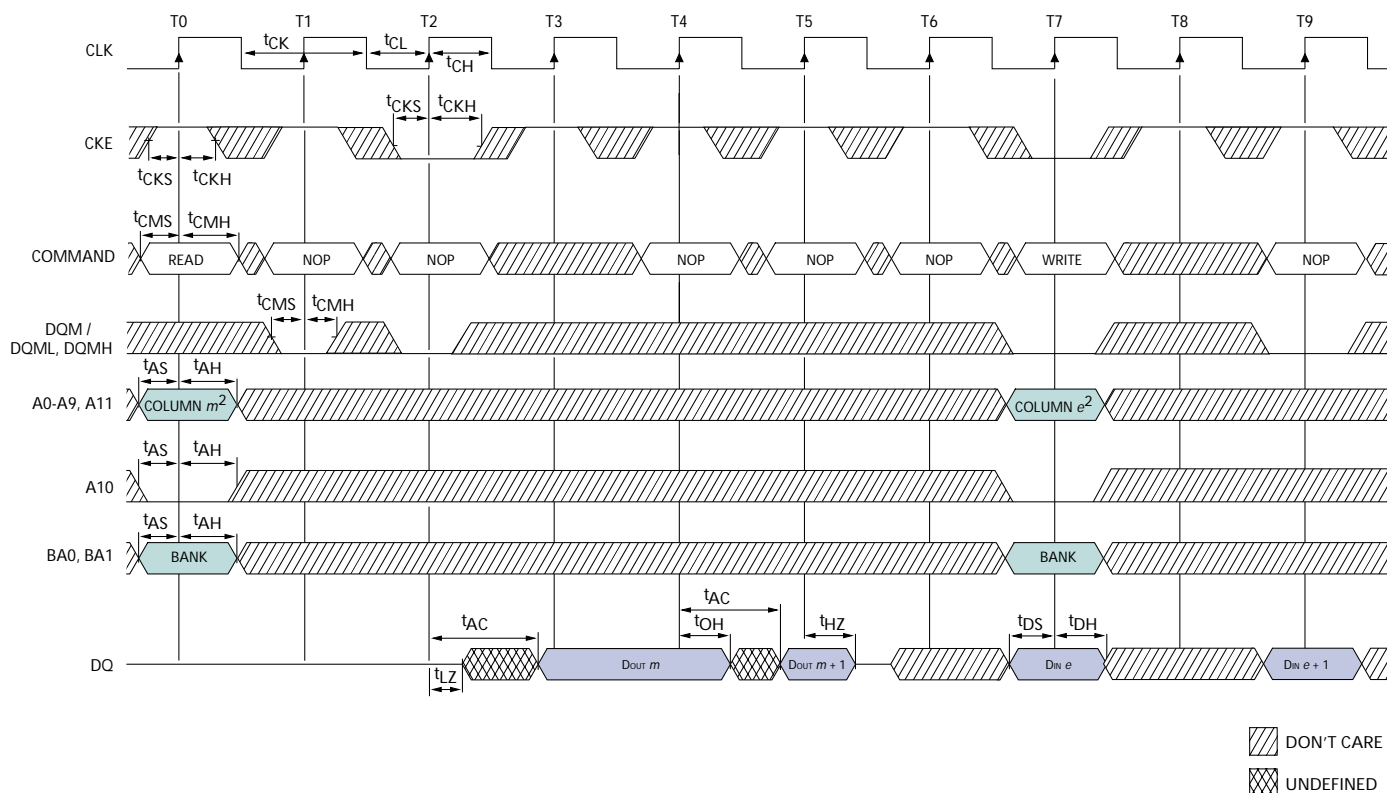 T0 T1 T2 T3 T4 T5 T6 T7 T8 T9
CLK
tCK tCL
tCH
tCKS tCKH
CKE
tCKS tCKH
tCMS tCMH
COMMAND READ NOP NOP NOP NOP NOP WRITE NOP
tCMS tCMH
DQM /
DQML, DQMH
tAS tAH
A0-A9, A11 COLUMN m2 COLUMN e2
tAS tAH
A10
tAS tAH
BA0, BA1 BANK BANK
tAC tAC
tOH tHZ tDS tDH
DQ DOUT m DOUT m + 1 DIN e DIN e + 1
tLZ
DON'T CARE
UNDEFINED